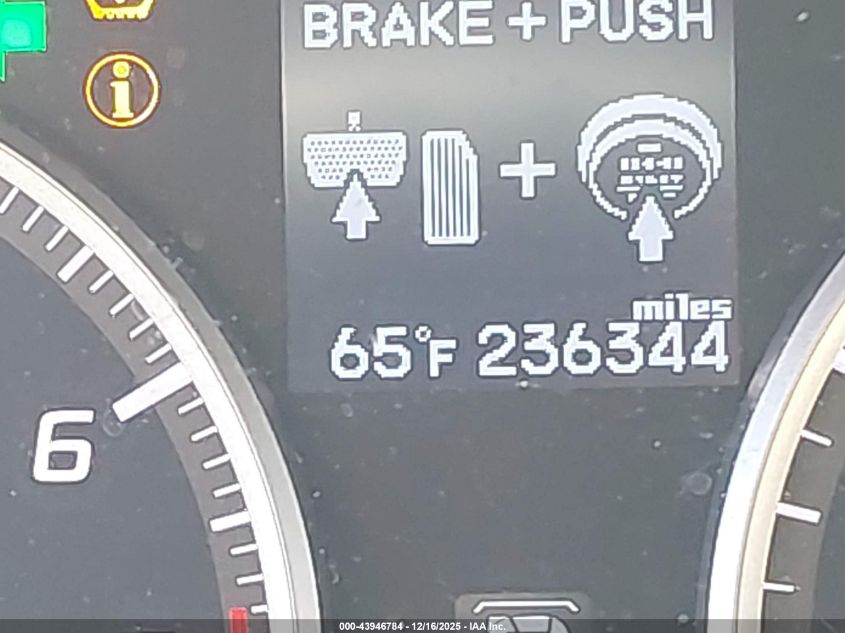 BRAKE + PUSH
i
+
miles
65°F 236344
6
000-43946784 - 12/16/2025 - IAA Inc.